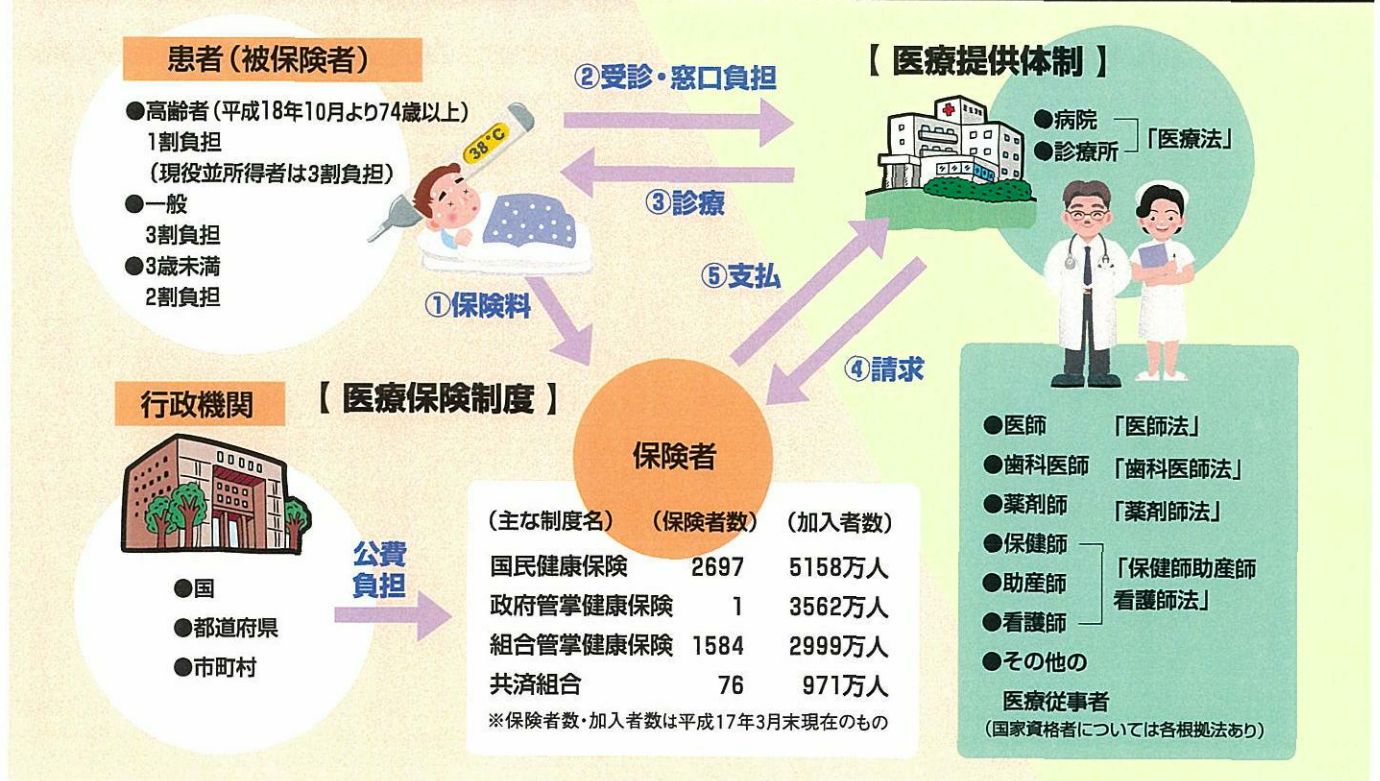 患者(被保険者)
●高齢者(平成18年10月より74歳以上)
1割負担
(現役並所得者は3割負担)
●一般
3割負担
●3歳未満
2割負担
38℃
②受診・窓口負担
③診療
①保険料
⑤支払
④請求
【 医療提供体制 】
●病院
●診療所
「医療法」
行政機関
●国
●都道府県
●市町村
公費
負担
【 医療保険制度 】
保険者
(主な制度名) (保険者数) (加入者数)
国民健康保険 2697 5158万人
政府管掌健康保険 1 3562万人
組合管掌健康保険 1584 2999万人
共済組合 76 971万人
※保険者数・加入者数は平成17年3月末現在のもの
●医師 「医師法」
●歯科医師 「歯科医師法」
●薬剤師 「薬剤師法」
●保健師
●助産師
●看護師
「保健師助産師
看護師法」
●その他の
医療従事者
(国家資格者については各根拠法あり)